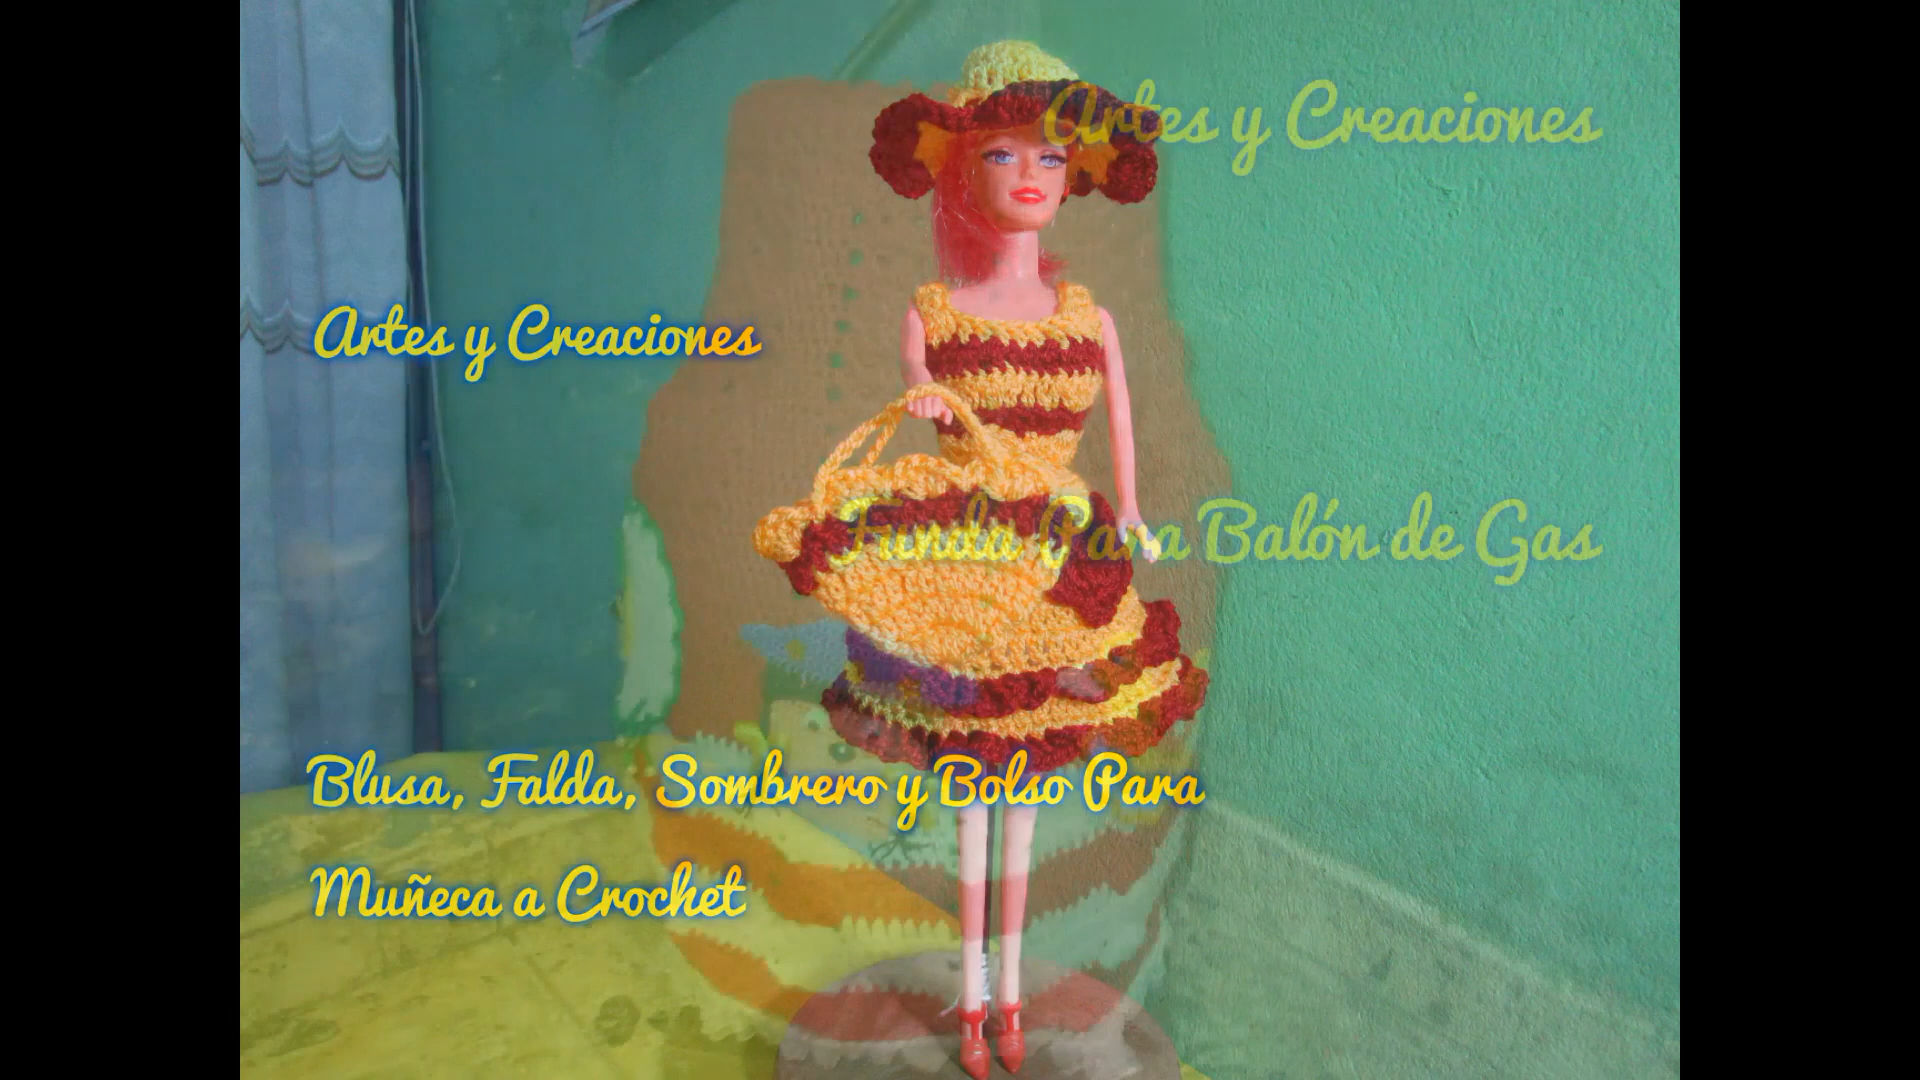 Artes y Creaciones
Artes y Creaciones
Funda Para Balón de Gas
Blusa, Falda, Sombrero y Bolso Para
Muñeca a Crochet